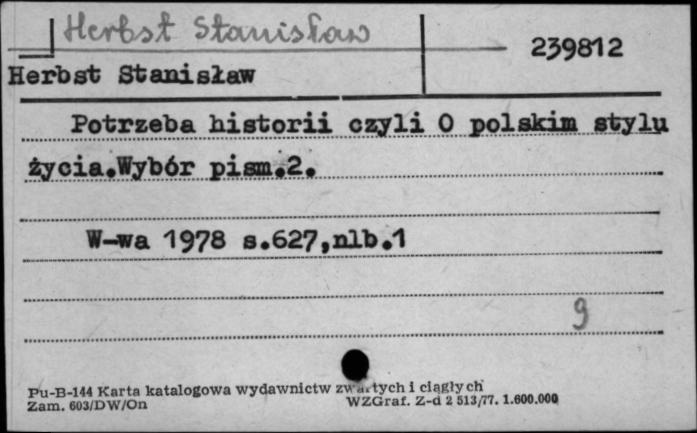 Herbst Stanisław
239812
Herbst Stanisław
Potrzeba historii czyli O polskim stylu
życia.Wybór pism.2.
W-wa 1978 s.627,nlb.1
9
Pu-B-144 Karta katalogowa wydawnictw zwartych i ciągłych
Zam. 603/DW/On WZGraf. Z-d 2 513/77. 1.600.000